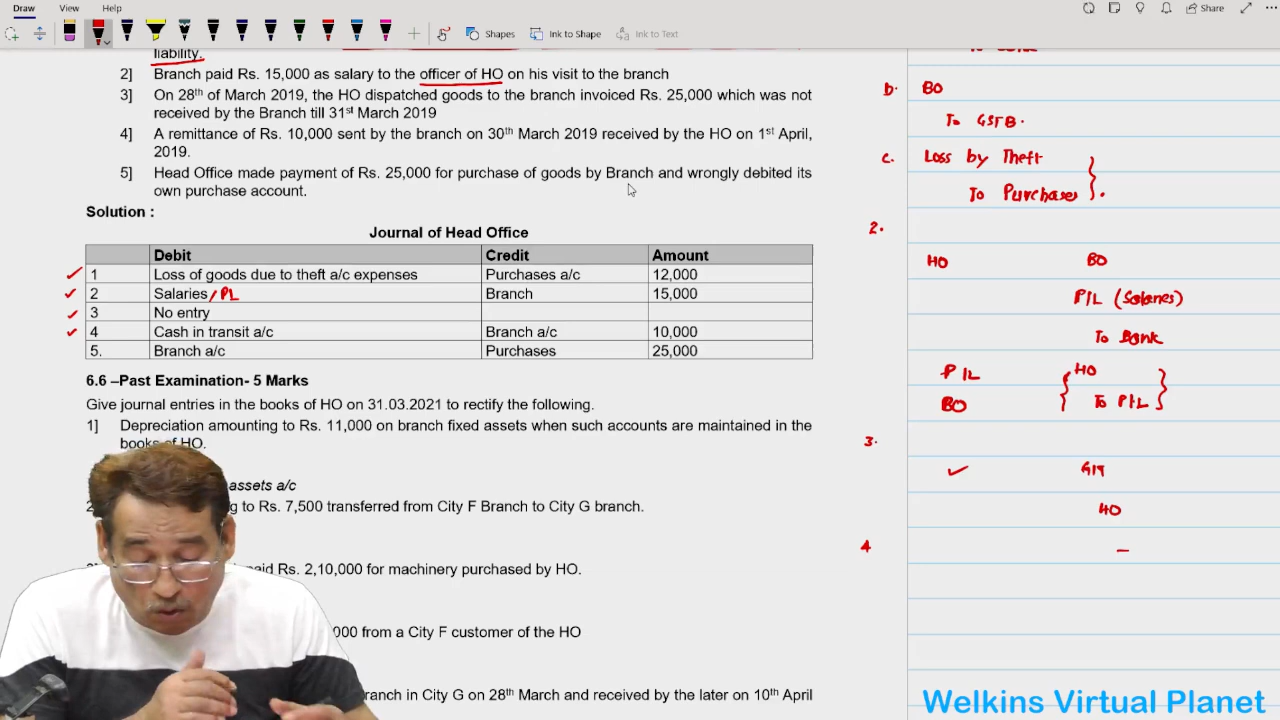 Draw View Help
Share
Shapes Ink to Shape Ink to Text
liability.
2] Branch paid Rs. 15,000 as salary to the officer of HO on his visit to the branch
3] On 28th of March 2019, the HO dispatched goods to the branch invoiced Rs. 25,000 which was not
received by the Branch till 31st March 2019
4] A remittance of Rs. 10,000 sent by the branch on 30th March 2019 received by the HO on 1st April,
2019.
5] Head Office made payment of Rs. 25,000 for purchase of goods by Branch and wrongly debited its
own purchase account.
Solution :
Journal of Head Office
Debit Credit Amount
1 Loss of goods due to theft a/c expenses Purchases a/c 12,000
2 Salaries /PL Branch 15,000
3 No entry
4 Cash in transit a/c Branch a/c 10,000
5. Branch a/c Purchases 25,000
6.6 –Past Examination- 5 Marks
Give journal entries in the books of HO on 31.03.2021 to rectify the following.
1] Depreciation amounting to Rs. 11,000 on branch fixed assets when such accounts are maintained in the
books of HO.
assets a/c
to Rs. 7,500 transferred from City F Branch to City G branch.
paid Rs. 2,10,000 for machinery purchased by HO.
000 from a City F customer of the HO
ranch in City G on 28th March and received by the later on 10th April
b. BO
To GSTB.
c. Loss by Theft
To Purchases
2.
HO BO
P/L (Salaries)
To Bank
P/L HO
BO To P/L
3.
GIT
HO
4
Welkins Virtual Planet